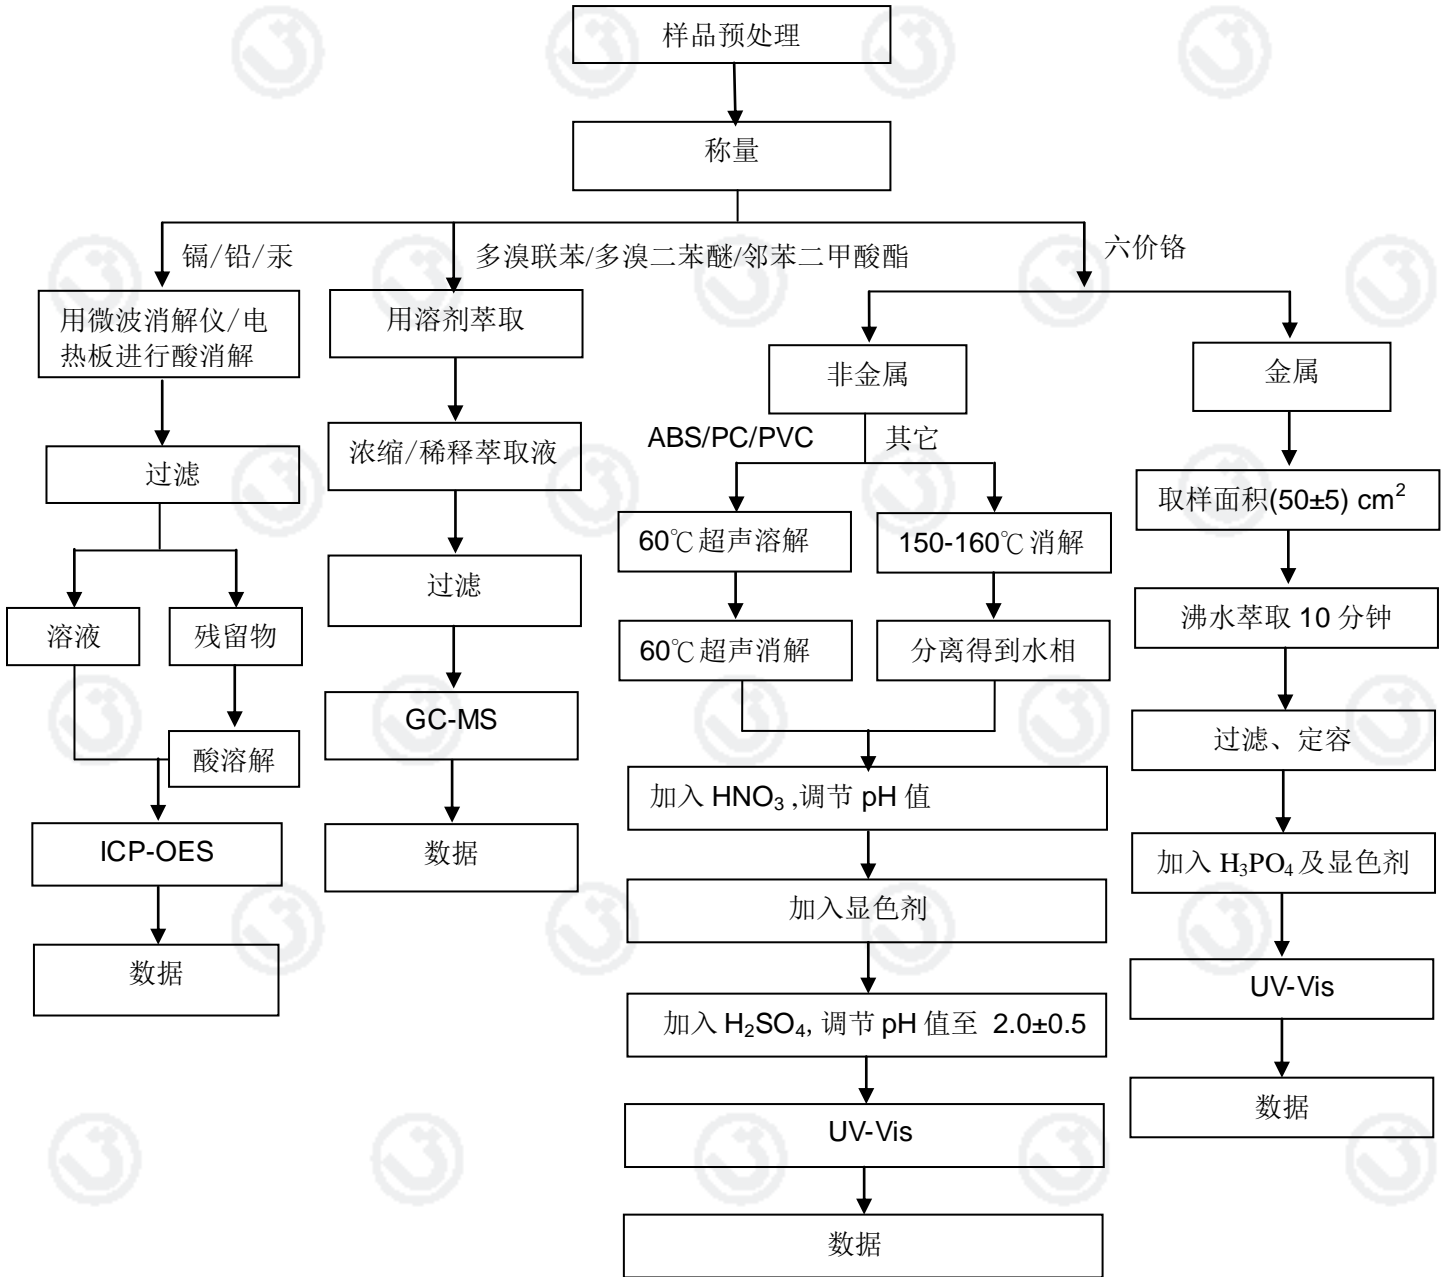 样品预处理
称量
镉/铅/汞
用微波消解仪/电
热板进行酸消解
过滤
溶液
残留物
酸溶解
ICP-OES
数据
多溴联苯/多溴二苯醚/邻苯二甲酸酯
用溶剂萃取
浓缩/稀释萃取液
过滤
GC-MS
数据
六价铬
非金属
ABS/PC/PVC
其它
60℃超声溶解
150-160℃消解
60℃超声消解
分离得到水相
加入 HNO₃ ,调节 pH 值
加入显色剂
加入 H₂SO₄, 调节 pH 值至 2.0±0.5
UV-Vis
数据
金属
取样面积(50±5) cm²
沸水萃取 10 分钟
过滤、定容
加入 H₃PO₄ 及显色剂
UV-Vis
数据